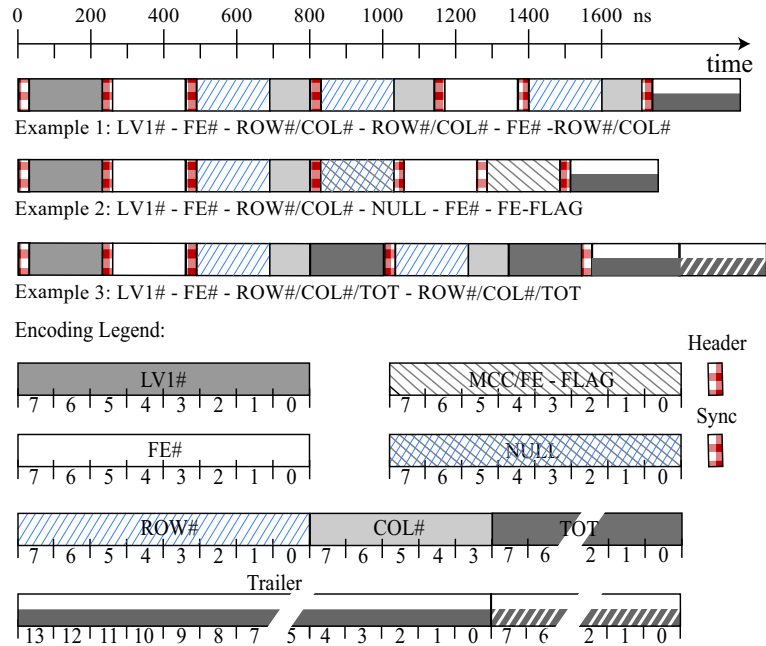 0 200 400 600 800 1000 1200 1400 1600 ns
time
Example 1: LV1# - FE# - ROW#/COL# - ROW#/COL# - FE# -ROW#/COL#
Example 2: LV1# - FE# - ROW#/COL# - NULL - FE# - FE-FLAG
Example 3: LV1# - FE# - ROW#/COL#/TOT - ROW#/COL#/TOT
Encoding Legend:
Header
LV1# MCC/FE - FLAG
7 6 5 4 3 2 1 0 7 6 5 4 3 2 1 0
Sync
FE# NULL
7 6 5 4 3 2 1 0 7 6 5 4 3 2 1 0
ROW# COL# TOT
7 6 5 4 3 2 1 0 7 6 5 4 3 7 6 2 1 0
Trailer
13 12 11 10 9 8 7 5 4 3 2 1 0 7 6 2 1 0